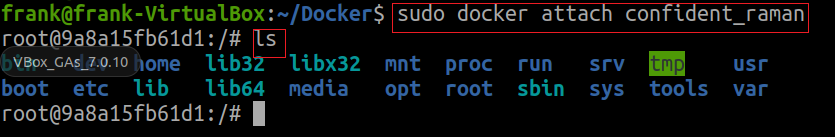 frank@frank-VirtualBox:~/Docker$ sudo docker attach confident_raman
root@9a8a15fb61d1:/# ls
dev home lib32 libx32 mnt proc run srv tmp usr
VBox_GAs_7.0.10
boot etc lib lib64 media opt root sbin sys tools var
root@9a8a15fb61d1:/#